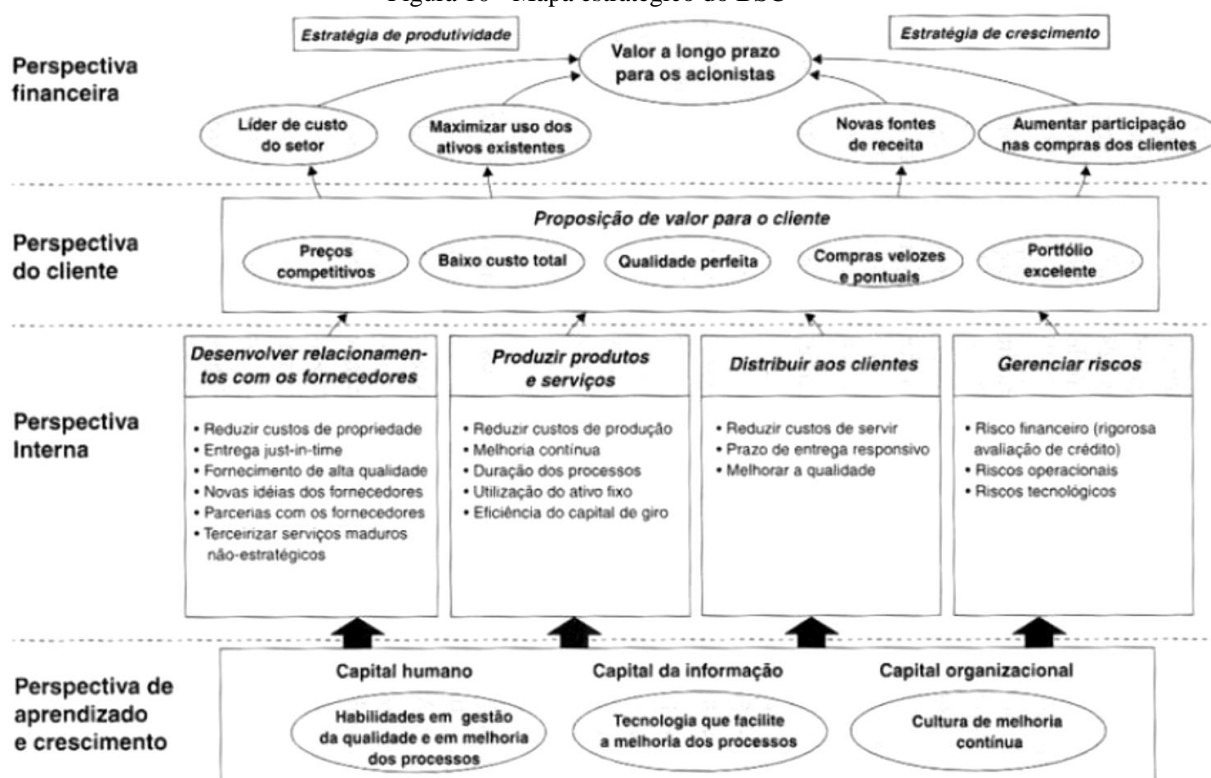 Figura 16 - Mapa estratégico do BSC
Estratégia de produtividade
Estratégia de crescimento
Valor a longo prazo
para os acionistas
Perspectiva
financeira
Líder de custo
do setor
Maximizar uso dos
ativos existentes
Novas fontes
de receita
Aumentar participação
nas compras dos clientes
Perspectiva
do cliente
Proposição de valor para o cliente
Preços
competitivos
Baixo custo total
Qualidade perfeita
Compras velozes
e pontuais
Portfólio
excelente
Perspectiva
Interna
Desenvolver relacionamen-
tos com os fornecedores
• Reduzir custos de propriedade
• Entrega just-in-time
• Fornecimento de alta qualidade
• Novas idéias dos fornecedores
• Parcerias com os fornecedores
• Terceirizar serviços maduros
não-estratégicos
Produzir produtos
e serviços
• Reduzir custos de produção
• Melhoria contínua
• Duração dos processos
• Utilização do ativo fixo
• Eficiência do capital de giro
Distribuir aos clientes
• Reduzir custos de servir
• Prazo de entrega responsivo
• Melhorar a qualidade
Gerenciar riscos
• Risco financeiro (rigorosa
avaliação de crédito)
• Riscos operacionais
• Riscos tecnológicos
Perspectiva de
aprendizado
e crescimento
Capital humano
Habilidades em gestão
da qualidade e em melhoria
dos processos
Capital da informação
Tecnologia que facilite
a melhoria dos processos
Capital organizacional
Cultura de melhoria
contínua